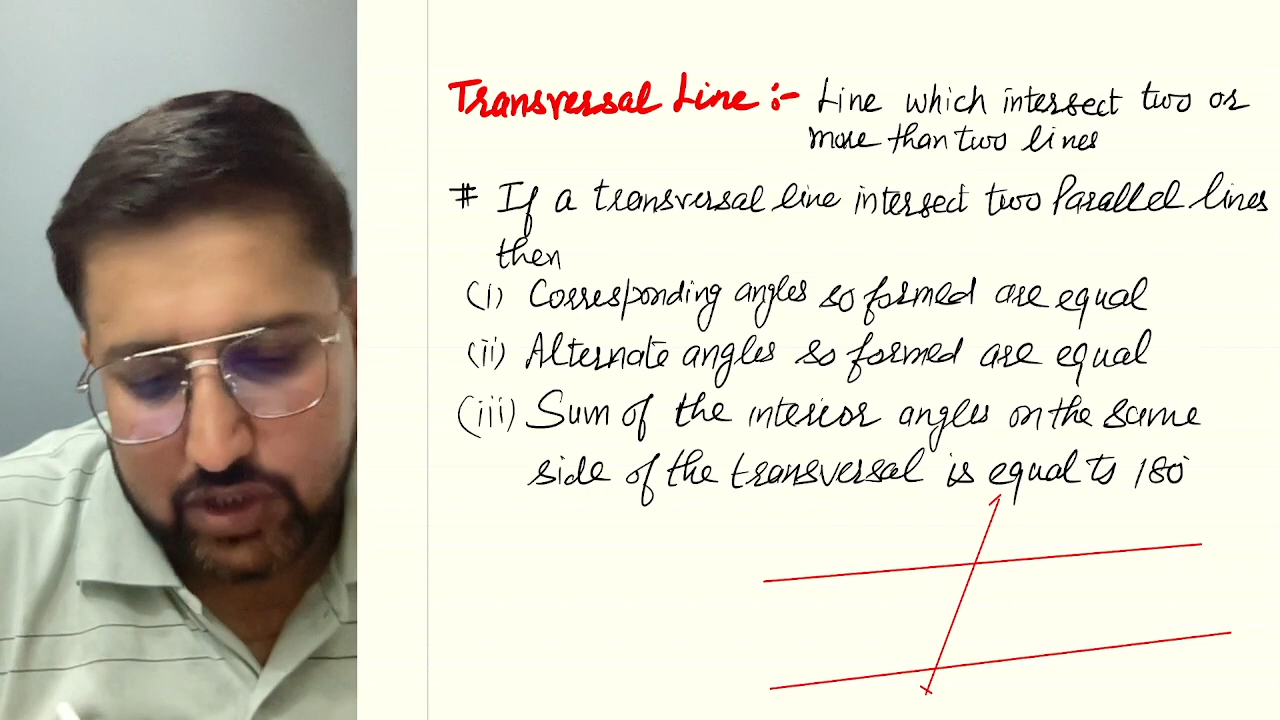 Transversal Line :- Line which intersect two or
more than two lines
# If a transversal line intersect two Parallel lines
then
(i) Corresponding angles so formed are equal
(ii) Alternate angles so formed are equal
(iii) Sum of the interior angles on the same
side of the transversal is equal to 180°